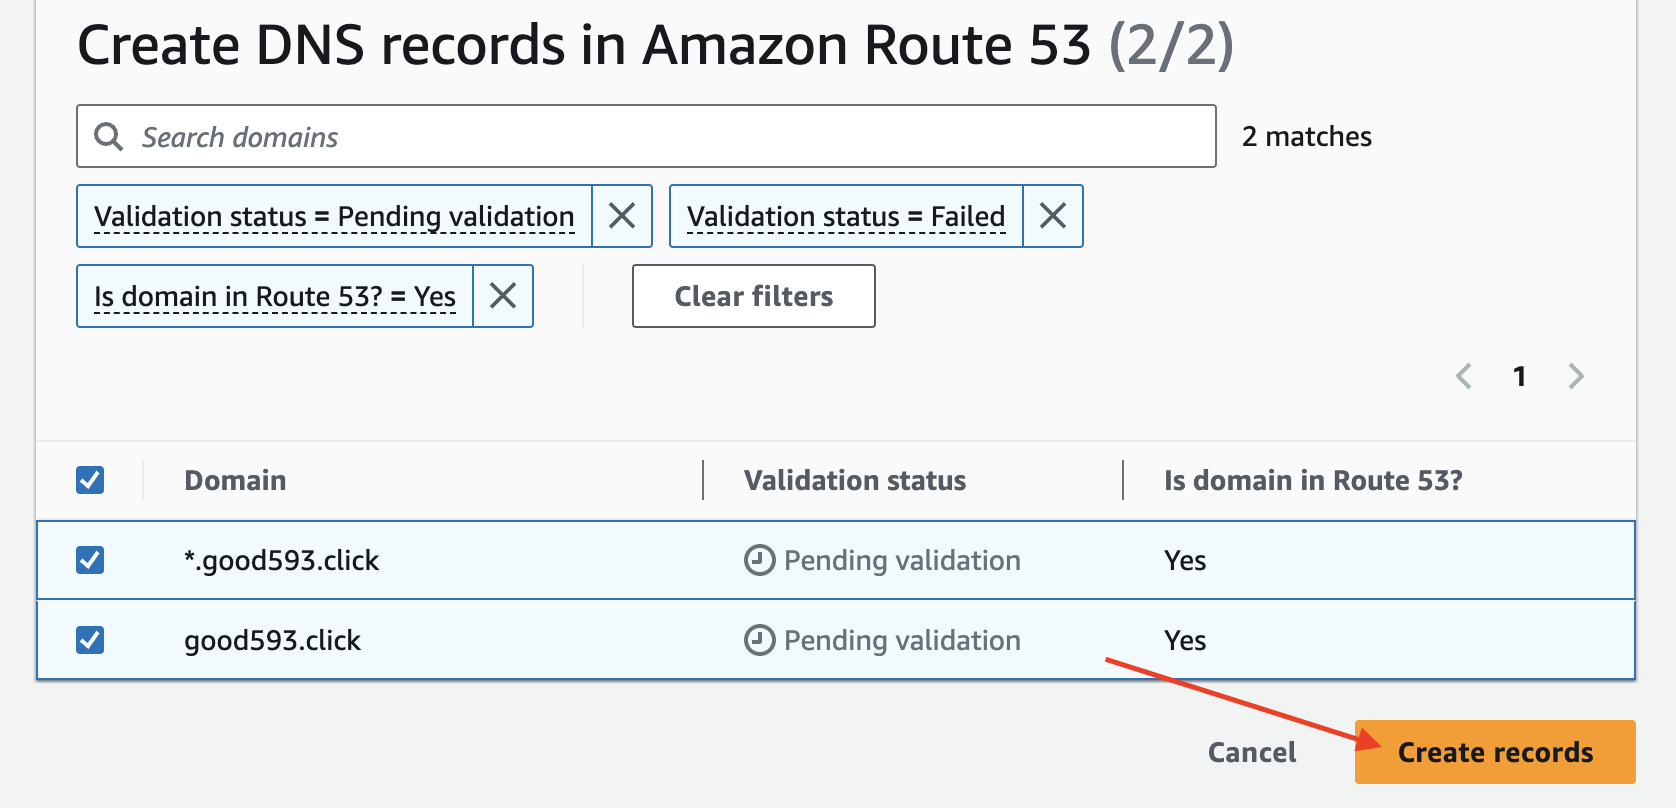 Create DNS records in Amazon Route 53 (2/2)
Search domains
2 matches
Validation status = Pending validation
Validation status = Failed
Is domain in Route 53? = Yes
Clear filters
1
Domain
Validation status
Is domain in Route 53?
*.good593.click
Pending validation
Yes
good593.click
Pending validation
Yes
Cancel
Create records